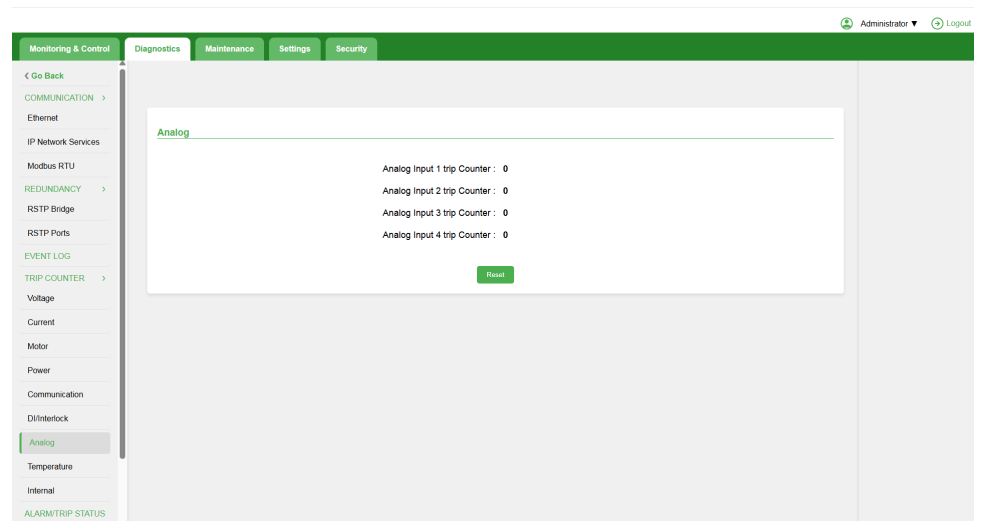 Administrator ▼ Logout
Monitoring & Control Diagnostics Maintenance Settings Security
Go Back
COMMUNICATION
Ethernet
IP Network Services
Modbus RTU
REDUNDANCY
RSTP Bridge
RSTP Ports
EVENT LOG
TRIP COUNTER
Voltage
Current
Motor
Power
Communication
DI/Interlock
Analog
Temperature
Internal
ALARM/TRIP STATUS
Analog
Analog Input 1 trip Counter : 0
Analog Input 2 trip Counter : 0
Analog Input 3 trip Counter : 0
Analog Input 4 trip Counter : 0
Reset